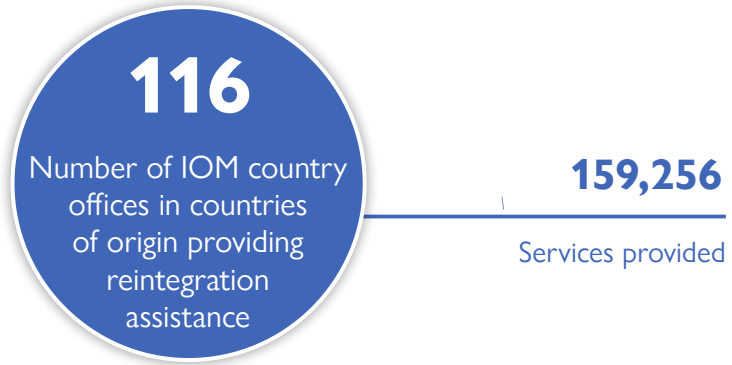 116
Number of IOM country
offices in countries
of origin providing
reintegration
assistance
159,256
Services provided